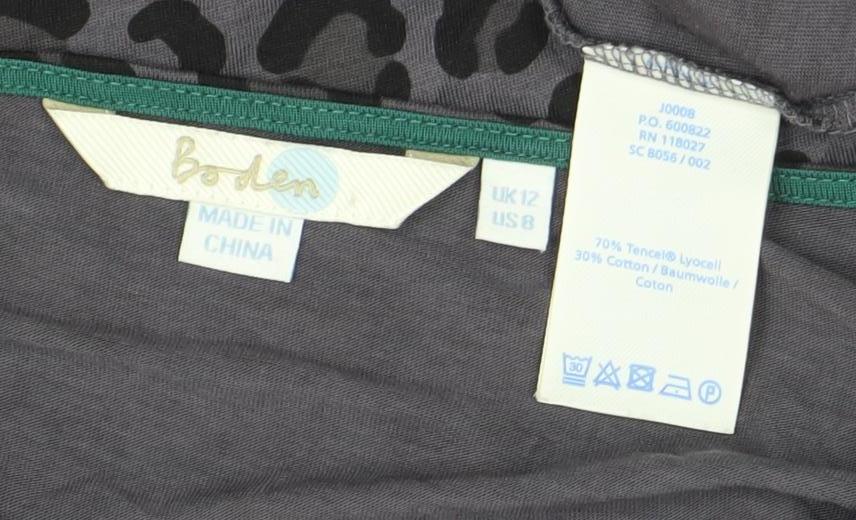 Boden
MADE IN
CHINA
UK 12
US 8
J0008
P.O. 600822
RN 118027
SC B056 / 002
70% Tencel® Lyocell
30% Cotton / Baumwolle /
Coton
30
P